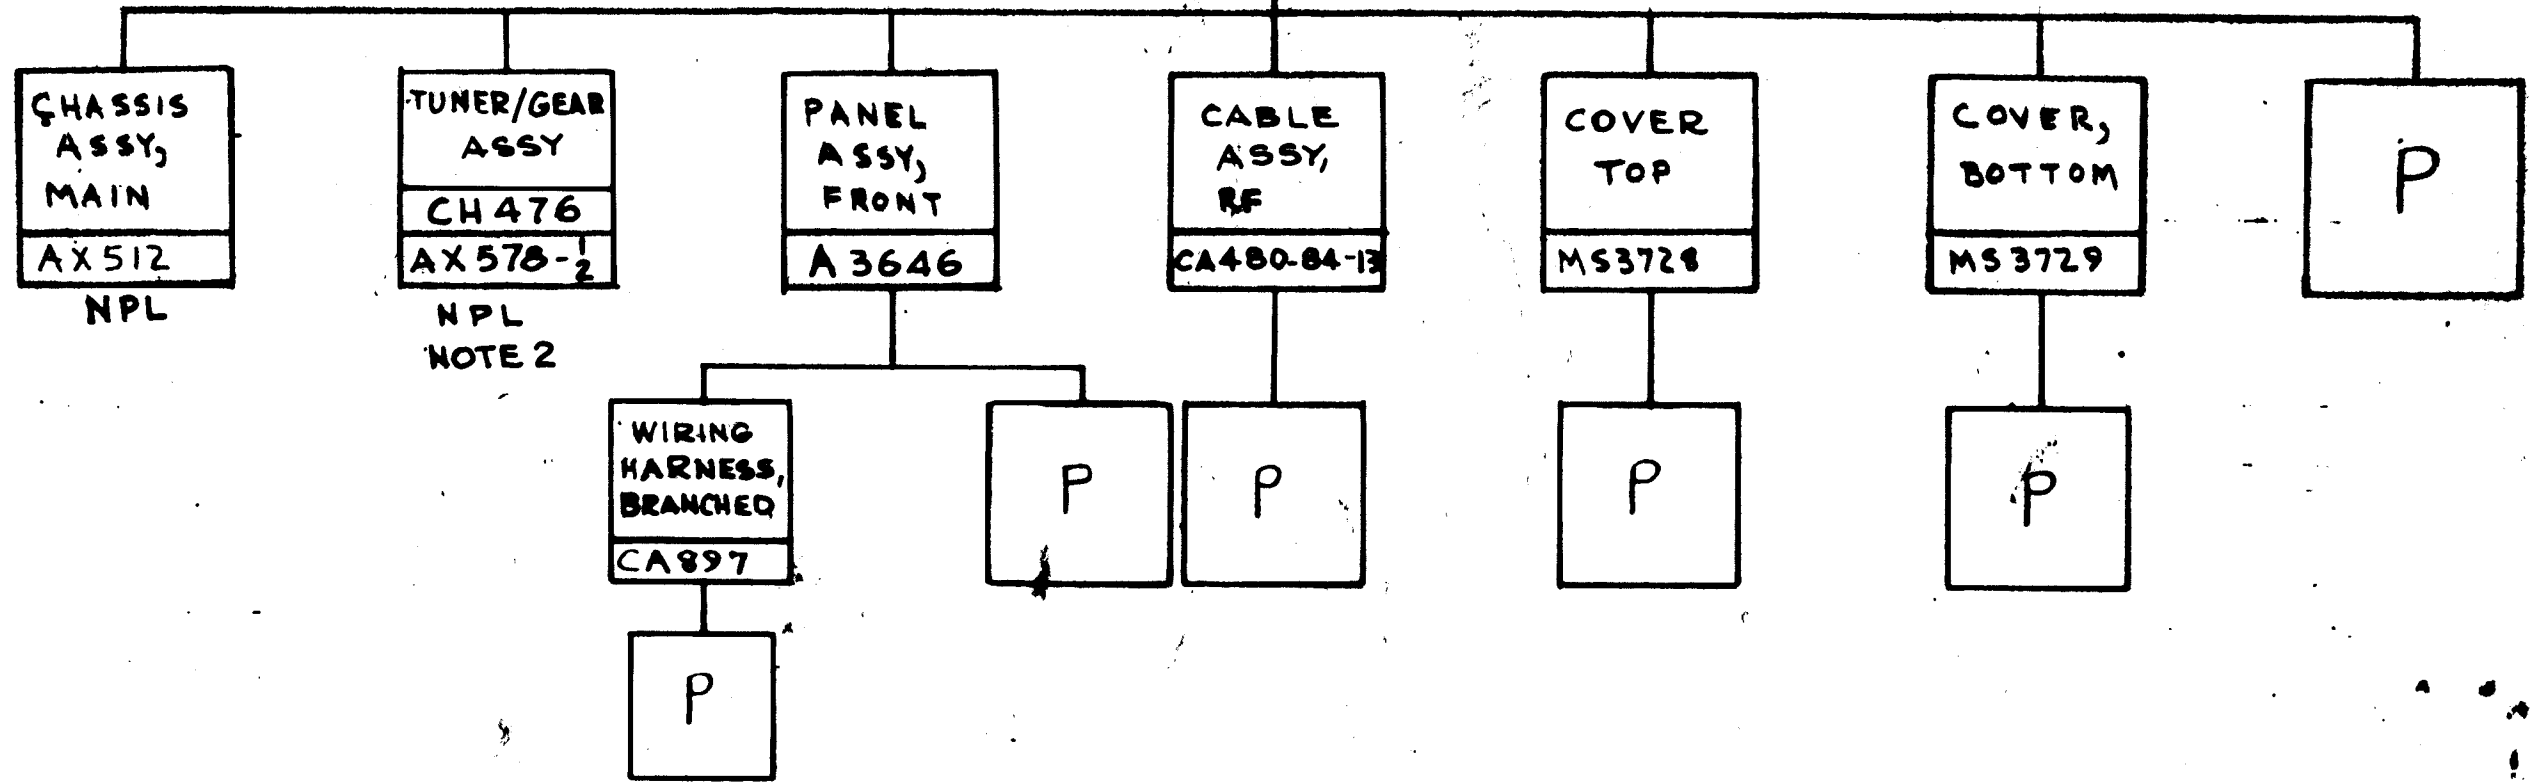 CHASSIS
ASSY,
MAIN
AX512
NPL
TUNER/GEAR
ASSY
CH476
AX578-1/2
NPL
NOTE 2
PANEL
ASSY,
FRONT
A3646
CABLE
ASSY,
RF
CA480-84-13
COVER
TOP
MS3728
COVER,
BOTTOM
MS3729
P
WIRING
HARNESS,
BRANCHED
CA897
P
P
P
P
P